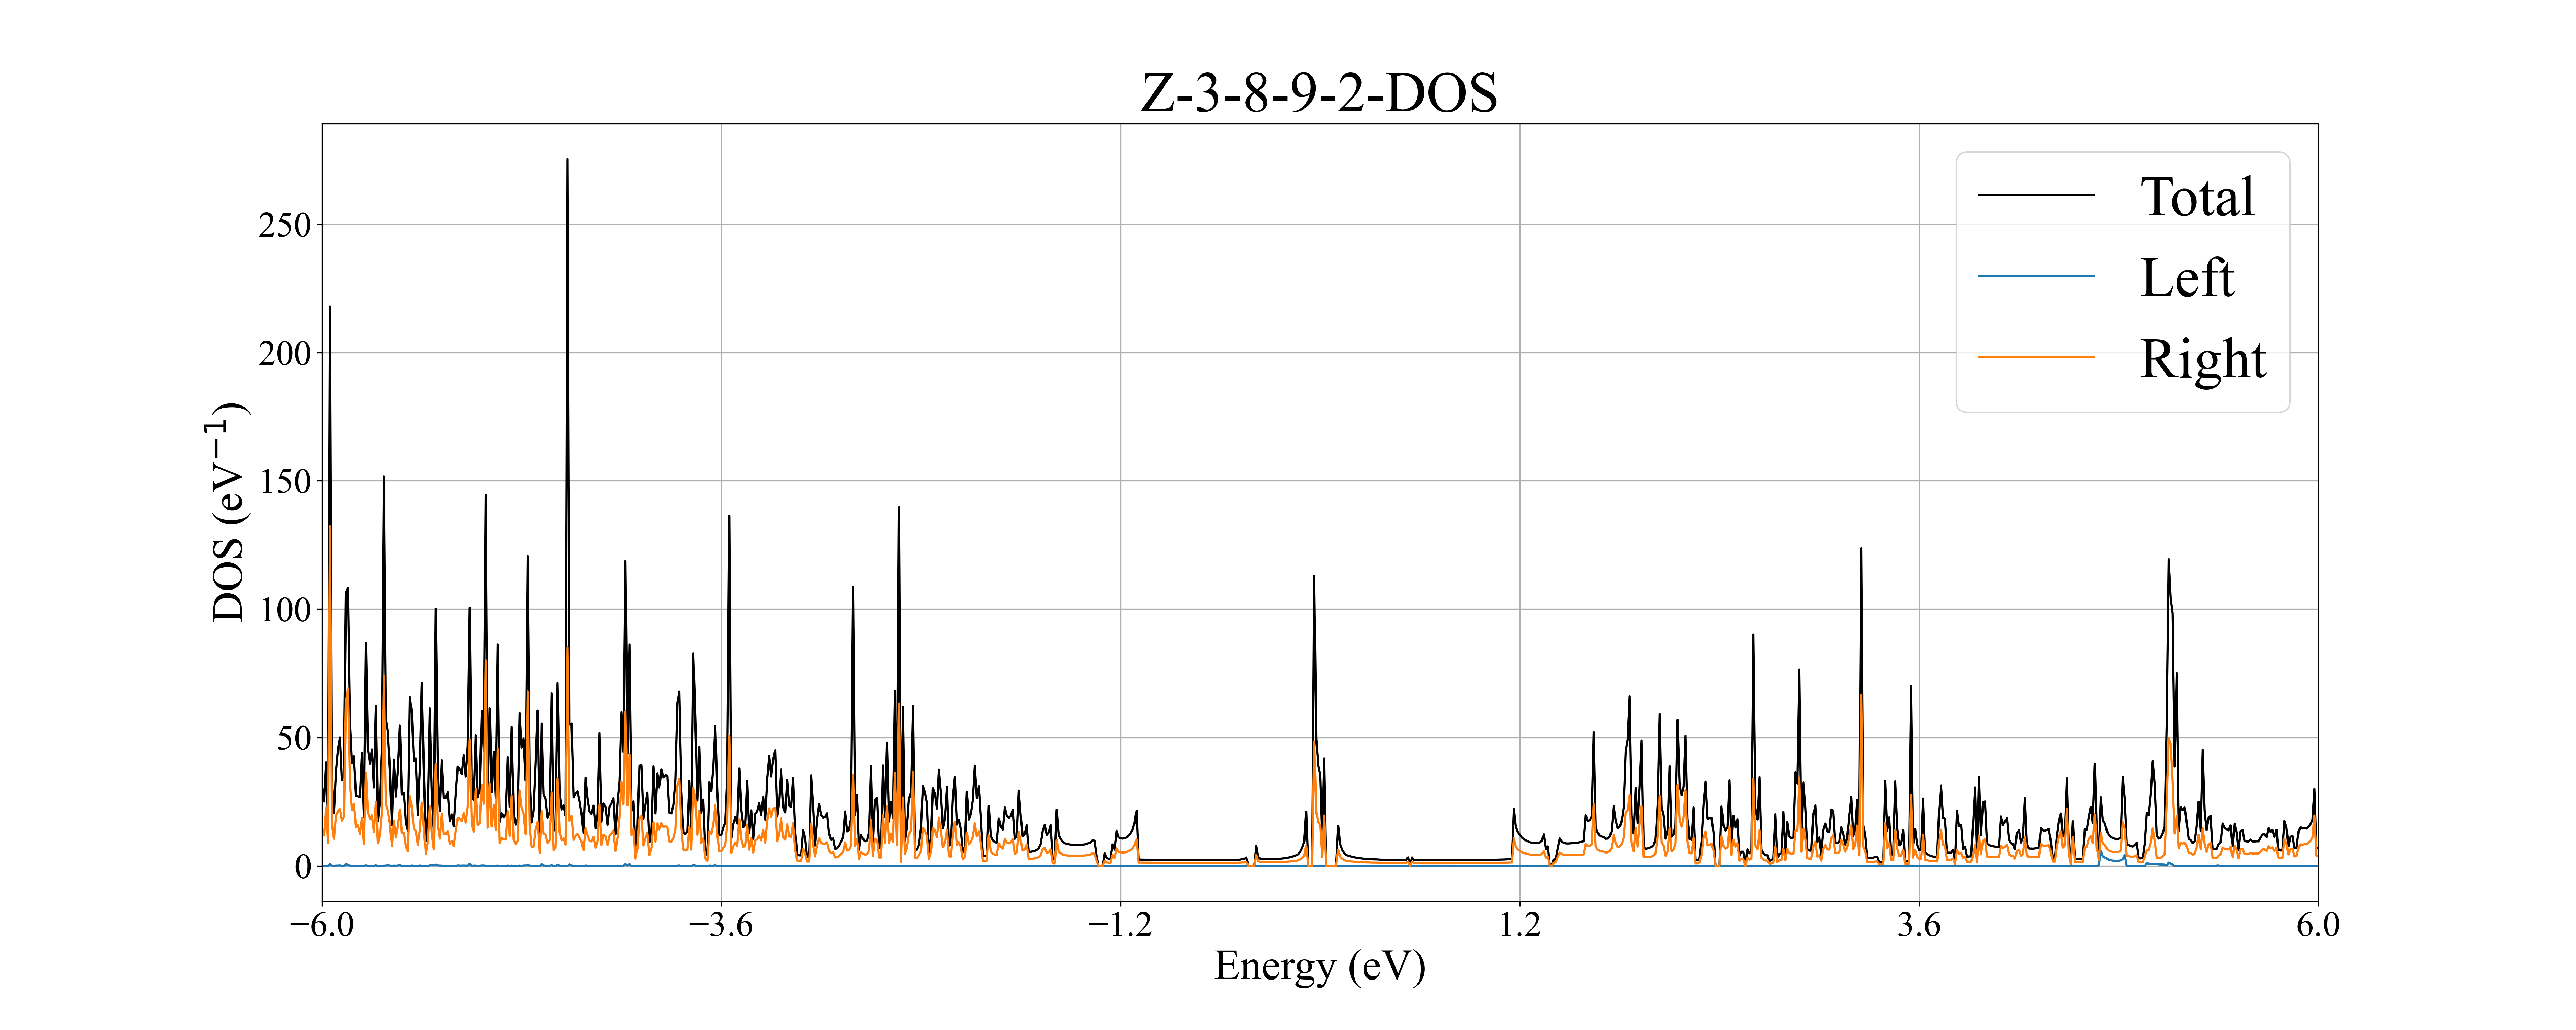 Z-3-8-9-2-DOS
Total
Left
Right
DOS (eV⁻¹)
250
200
150
100
50
0
−6.0 −3.6 −1.2 1.2 3.6 6.0
Energy (eV)